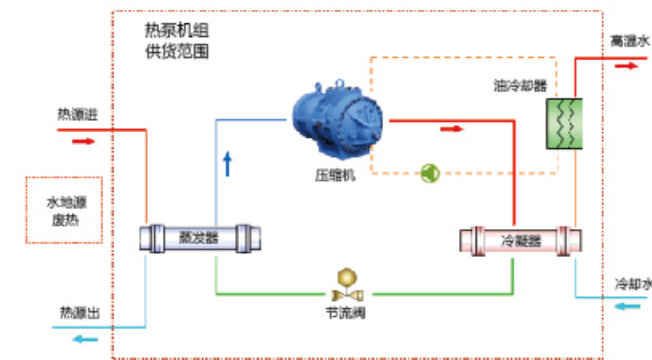 热泵机组
供货范围
高温水
油冷却器
热源进
压缩机
水地源
废热
蒸发器
冷凝器
冷却水
节流阀
热源出